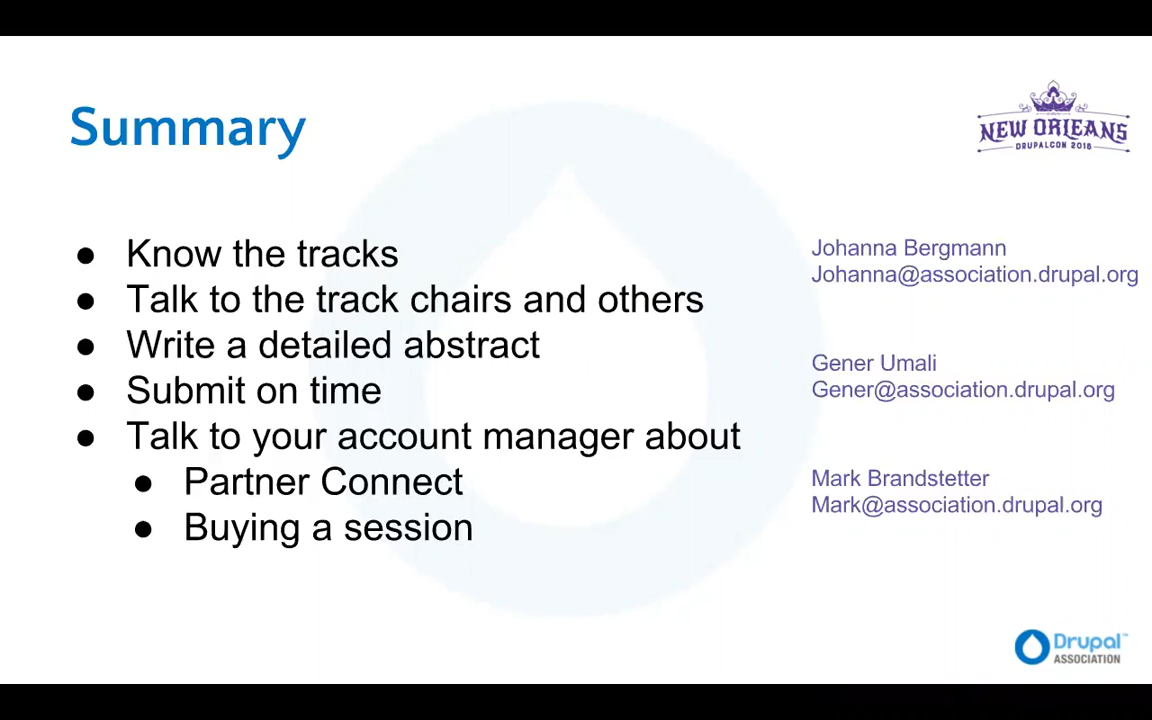 Summary
NEW ORLEANS
DRUPALCON 2016
● Know the tracks
● Talk to the track chairs and others
● Write a detailed abstract
● Submit on time
● Talk to your account manager about
● Partner Connect
● Buying a session
Johanna Bergmann
Johanna@association.drupal.org
Gener Umali
Gener@association.drupal.org
Mark Brandstetter
Mark@association.drupal.org
Drupal™
ASSOCIATION